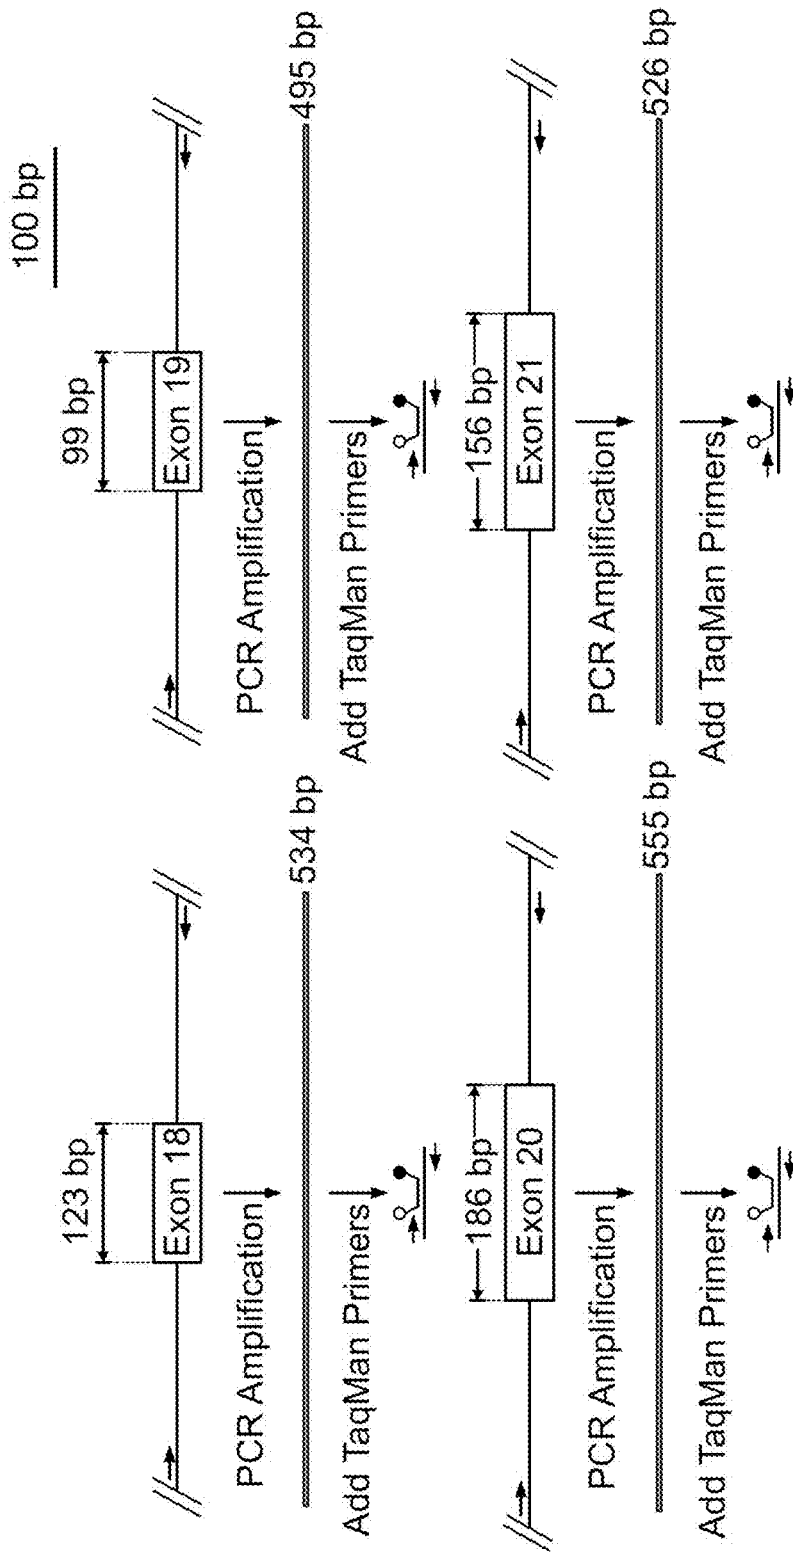 100 bp
123 bp
Exon 18
PCR Amplification
534 bp
Add TaqMan Primers
99 bp
Exon 19
PCR Amplification
495 bp
Add TaqMan Primers
186 bp
Exon 20
PCR Amplification
555 bp
Add TaqMan Primers
156 bp
Exon 21
PCR Amplification
526 bp
Add TaqMan Primers